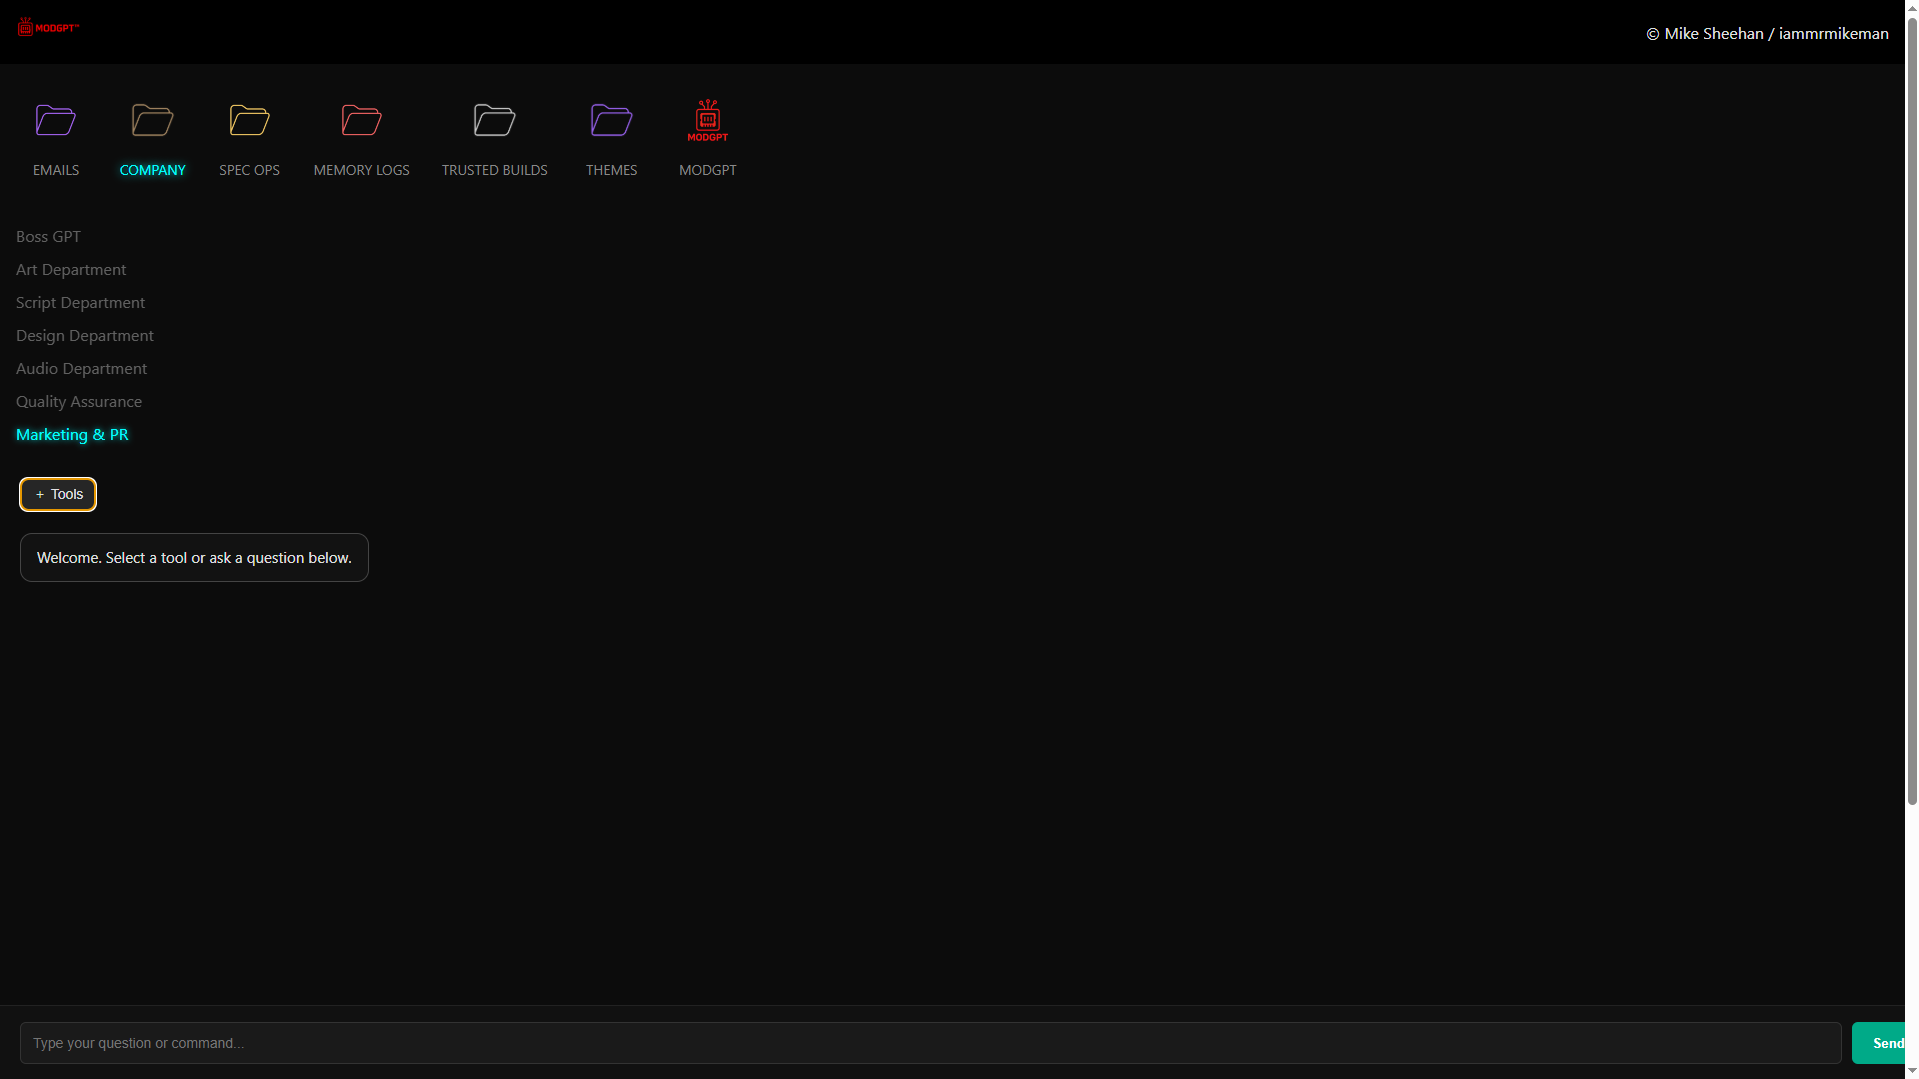 MODGPT™
© Mike Sheehan / iammrmikeman
EMAILS
COMPANY
SPEC OPS
MEMORY LOGS
TRUSTED BUILDS
THEMES
MODGPT
MODGPT
Boss GPT
Art Department
Script Department
Design Department
Audio Department
Quality Assurance
Marketing & PR
+ Tools
Welcome. Select a tool or ask a question below.
Type your question or command...
Send